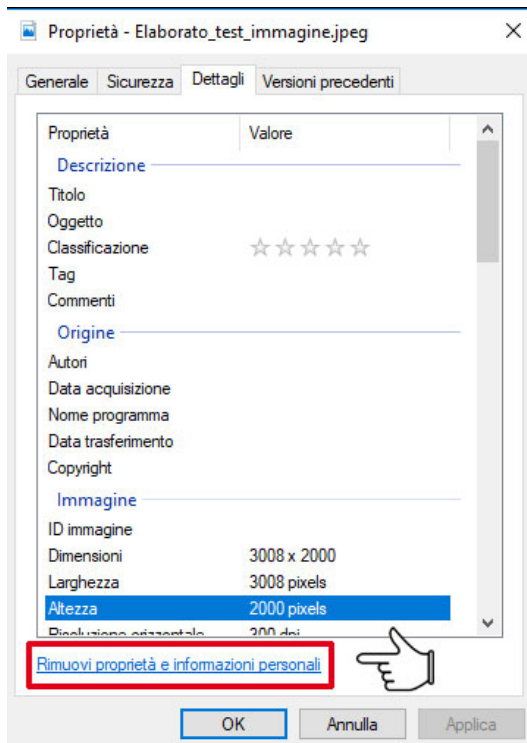 Proprietà - Elaborato_test_immagine.jpeg
Generale Sicurezza Dettagli Versioni precedenti
Proprietà Valore
Descrizione
Titolo
Oggetto
Classificazione
Tag
Commenti
Origine
Autori
Data acquisizione
Nome programma
Data trasferimento
Copyright
Immagine
ID immagine
Dimensioni 3008 x 2000
Larghezza 3008 pixels
Altezza 2000 pixels
Risoluzione orizzontale 300 dpi
Rimuovi proprietà e informazioni personali
OK Annulla Applica